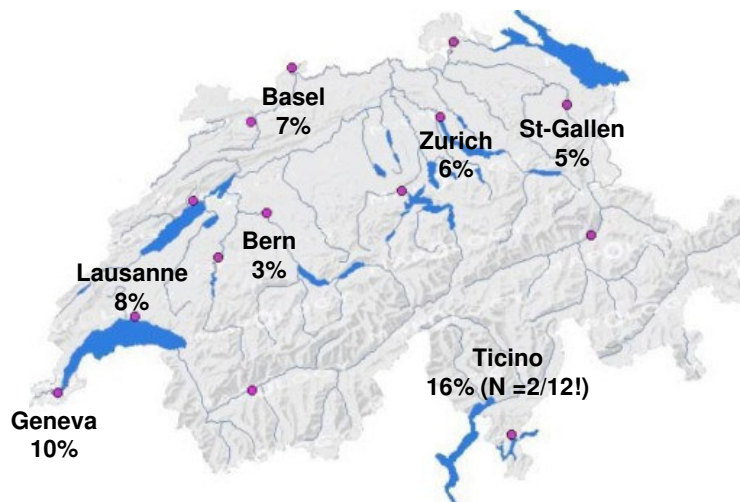 Basel
7%
Zurich
6%
St-Gallen
5%
Bern
3%
Lausanne
8%
Ticino
16% (N =2/12!)
Geneva
10%